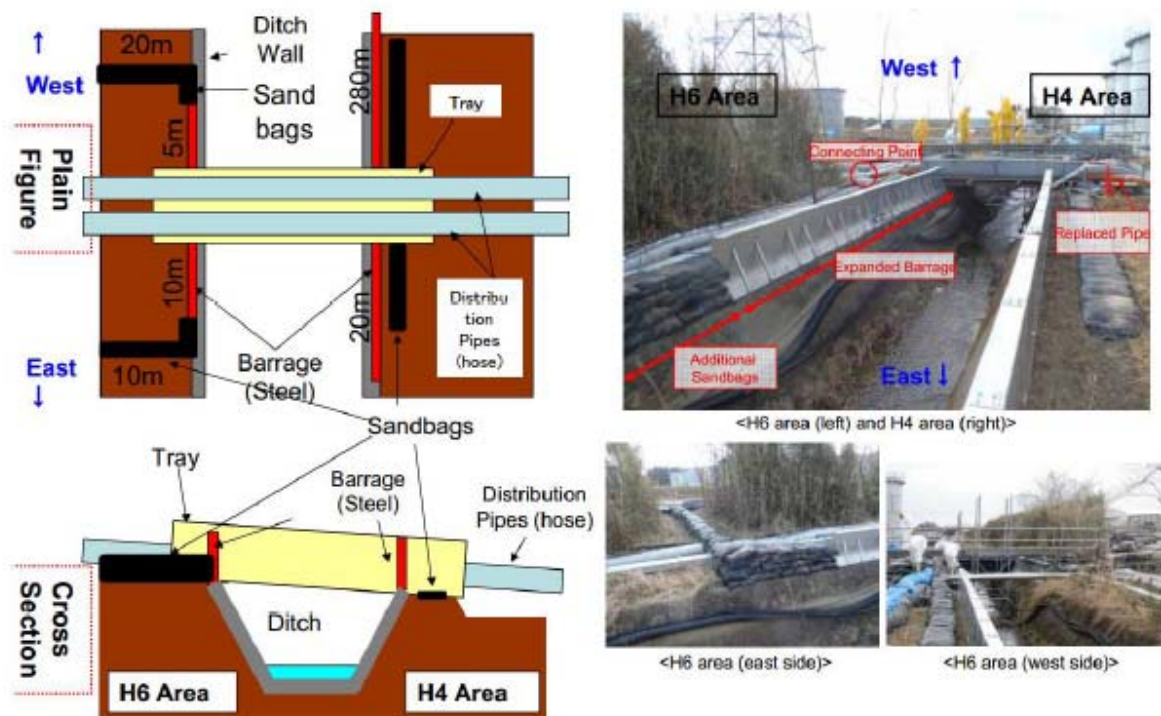 20m
Ditch
Wall
West
Sand
bags
280m
Tray
5m
Plain
Figure
10m
20m
Distribu
tion
Pipes
(hose)
East
10m
Barrage
(Steel)
Sandbags
Tray
Barrage
(Steel)
Distribution
Pipes (hose)
Cross
Section
Ditch
H6 Area
H4 Area
West
H6 Area
H4 Area
Connecting Point
Replaced Pipe
Expanded Barrage
Additional
Sandbags
East
<H6 area (left) and H4 area (right)>
<H6 area (east side)>
<H6 area (west side)>